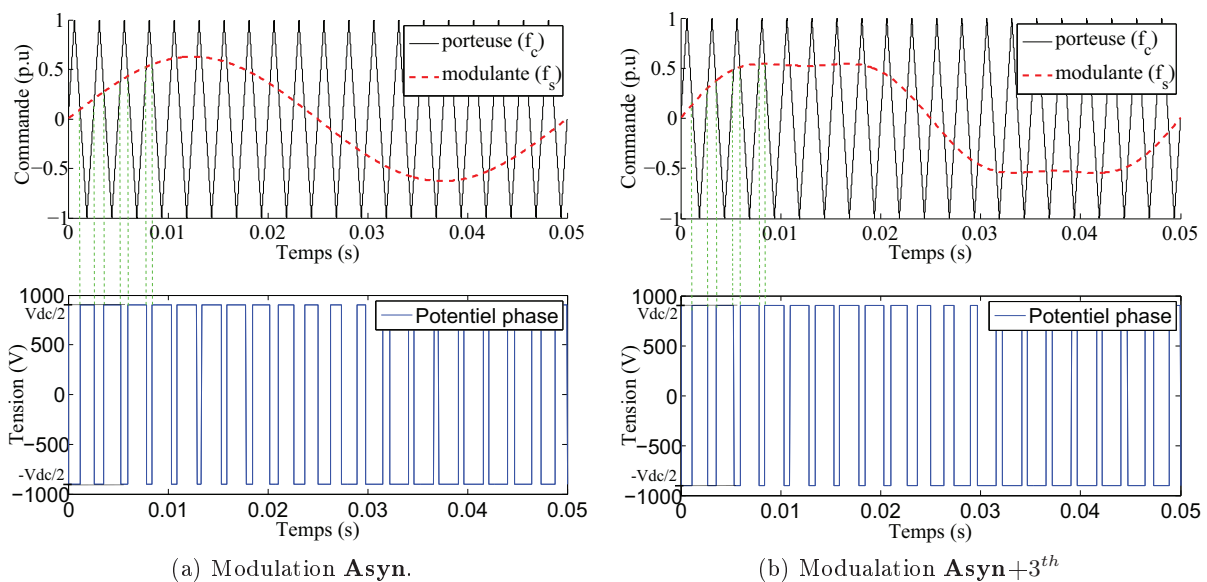 1
0.5
0
−0.5
−1
Commande (p.u)
porteuse (f_c)
modulante (f_s)
0
0.01
0.02
0.03
0.04
0.05
Temps (s)
1000
Vdc/2
500
0
−500
-Vdc/2
−1000
Tension (V)
Potentiel phase
0
0.01
0.02
0.03
0.04
0.05
Temps (s)
(a) Modulation Asyn.
1
0.5
0
−0.5
−1
Commande (p.u)
porteuse (f_c)
modulante (f_s)
0
0.01
0.02
0.03
0.04
0.05
Temps (s)
1000
Vdc/2
500
0
−500
-Vdc/2
−1000
Tension (V)
Potentiel phase
0
0.01
0.02
0.03
0.04
0.05
Temps (s)
(b) Modualation Asyn+3^th